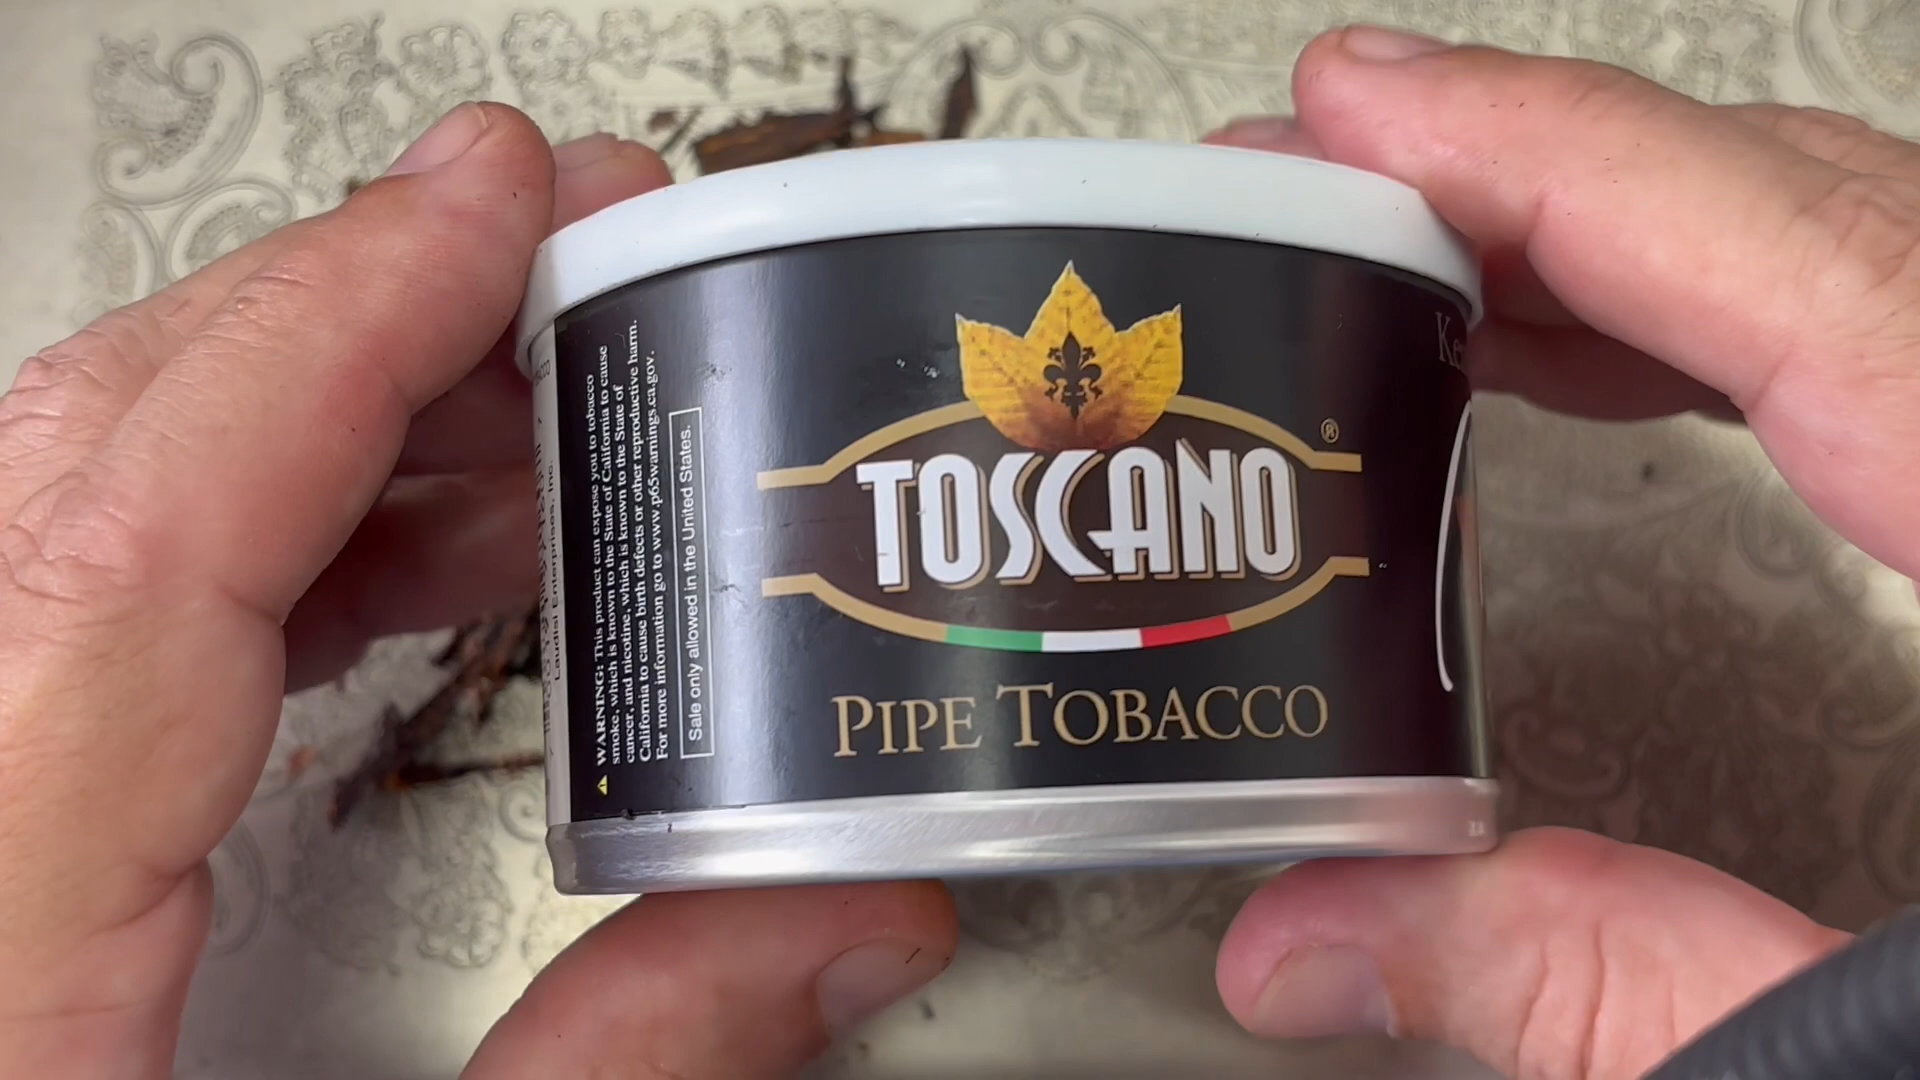 Laudisi Enterprises, Inc.
⚠ WARNING: This product can expose you to tobacco
smoke, which is known to the State of California to cause
cancer, and nicotine, which is known to the State of
California to cause birth defects or other reproductive harm.
For more information go to www.p65warnings.ca.gov.
Sale only allowed in the United States.
TOSCANO
®
PIPE TOBACCO